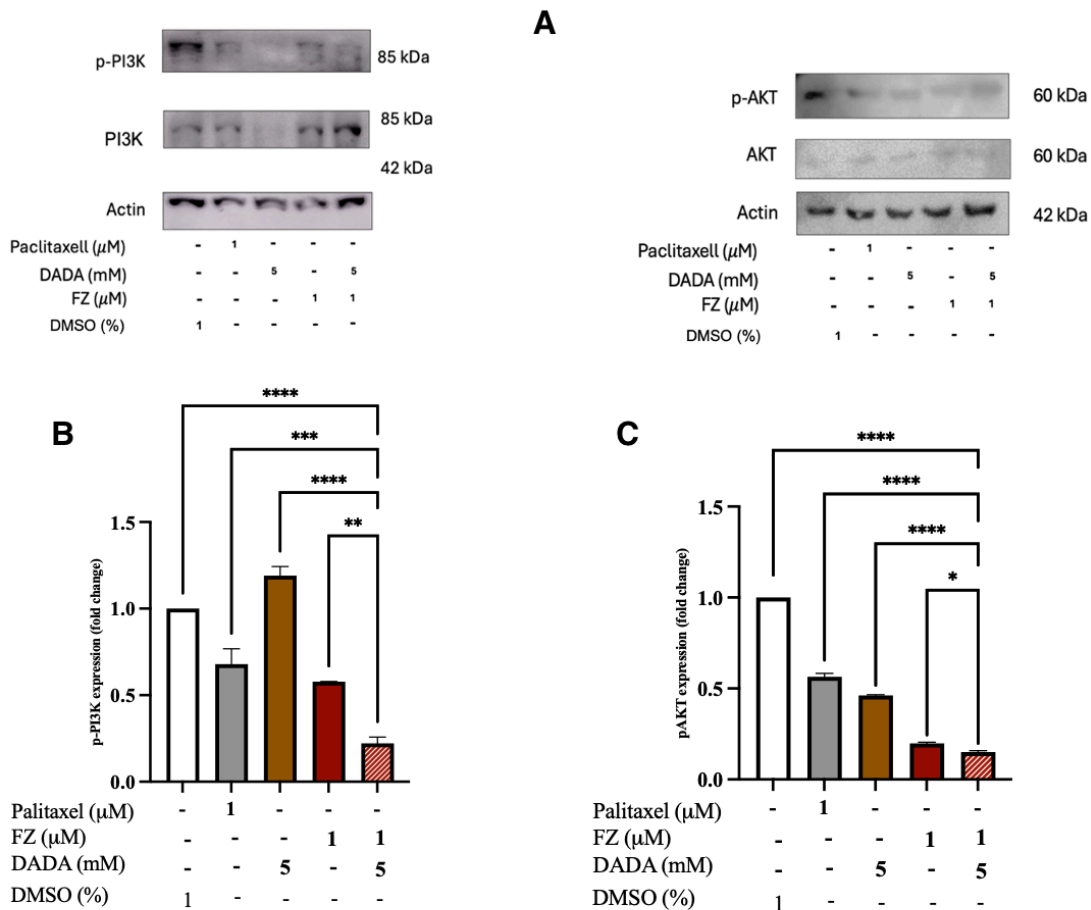 A
p-PI3K
85 kDa
PI3K
85 kDa
42 kDa
Actin
Paclitaxell (μM) - 1 - - -
DADA (mM) - - 5 - 5
FZ (μM) - - - 1 1
DMSO (%) 1 - - - -
p-AKT
60 kDa
AKT
60 kDa
Actin
42 kDa
Paclitaxell (μM) - 1 - - -
DADA (mM) - - 5 - 5
FZ (μM) - - - 1 1
DMSO (%) 1 - - - -
B
****
***
****
**
p-PI3K expression (fold change)
1.5
1.0
0.5
0.0
Palitaxel (μM) - 1 - - -
FZ (μM) - - - 1 1
DADA (mM) - - 5 - 5
DMSO (%) 1 - - - -
C
****
****
****
*
pAKT expression (fold change)
1.5
1.0
0.5
0.0
Palitaxel (μM) - 1 - - -
FZ (μM) - - - 1 1
DADA (mM) - - 5 - 5
DMSO (%) 1 - - - -